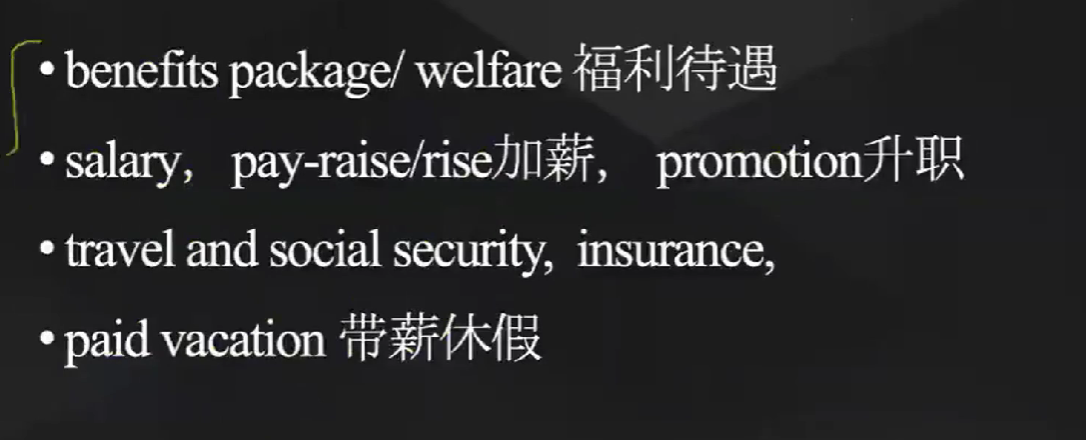 • benefits package/ welfare 福利待遇
• salary， pay-raise/rise加薪， promotion升职
• travel and social security, insurance,
• paid vacation 带薪休假